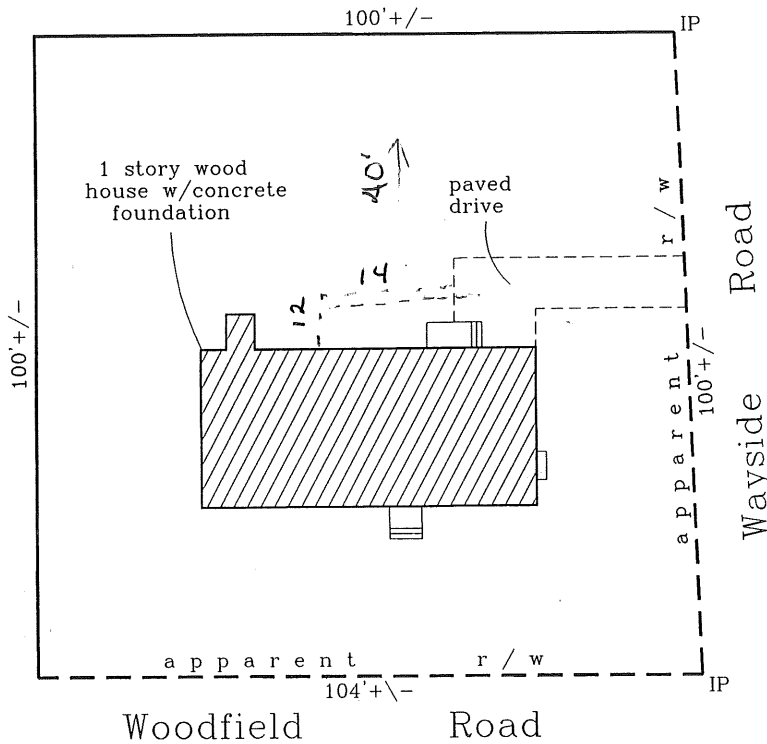 100'+/-
IP
1 story wood
house w/concrete
foundation
40'
paved
drive
r/w
Road
14
12
100'+/-
apparent
100'+/-
Wayside
apparent r/w
104'+\-
IP
Woodfield Road